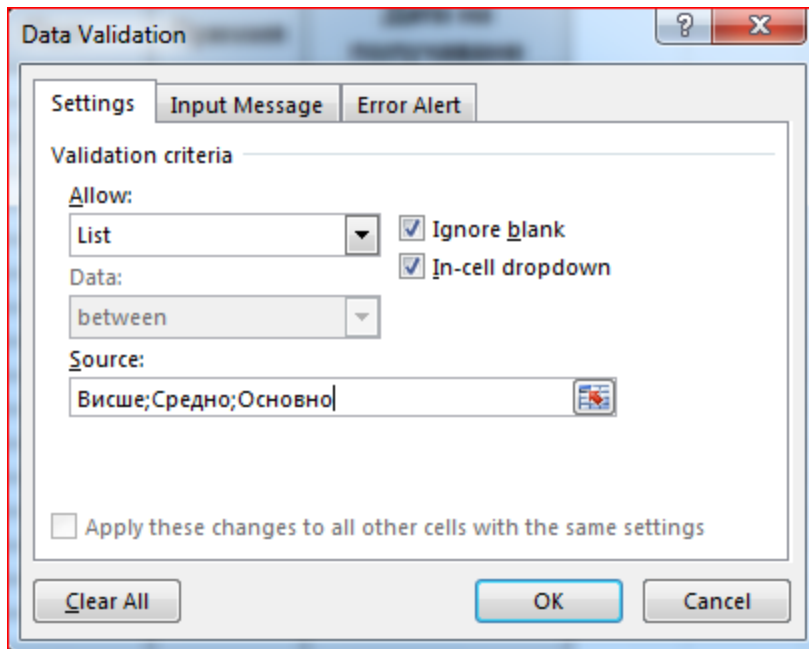 Data Validation
Settings Input Message Error Alert
Validation criteria
Allow:
List
Ignore blank
In-cell dropdown
Data:
between
Source:
Висше;Средно;Основно
Apply these changes to all other cells with the same settings
Clear All OK Cancel